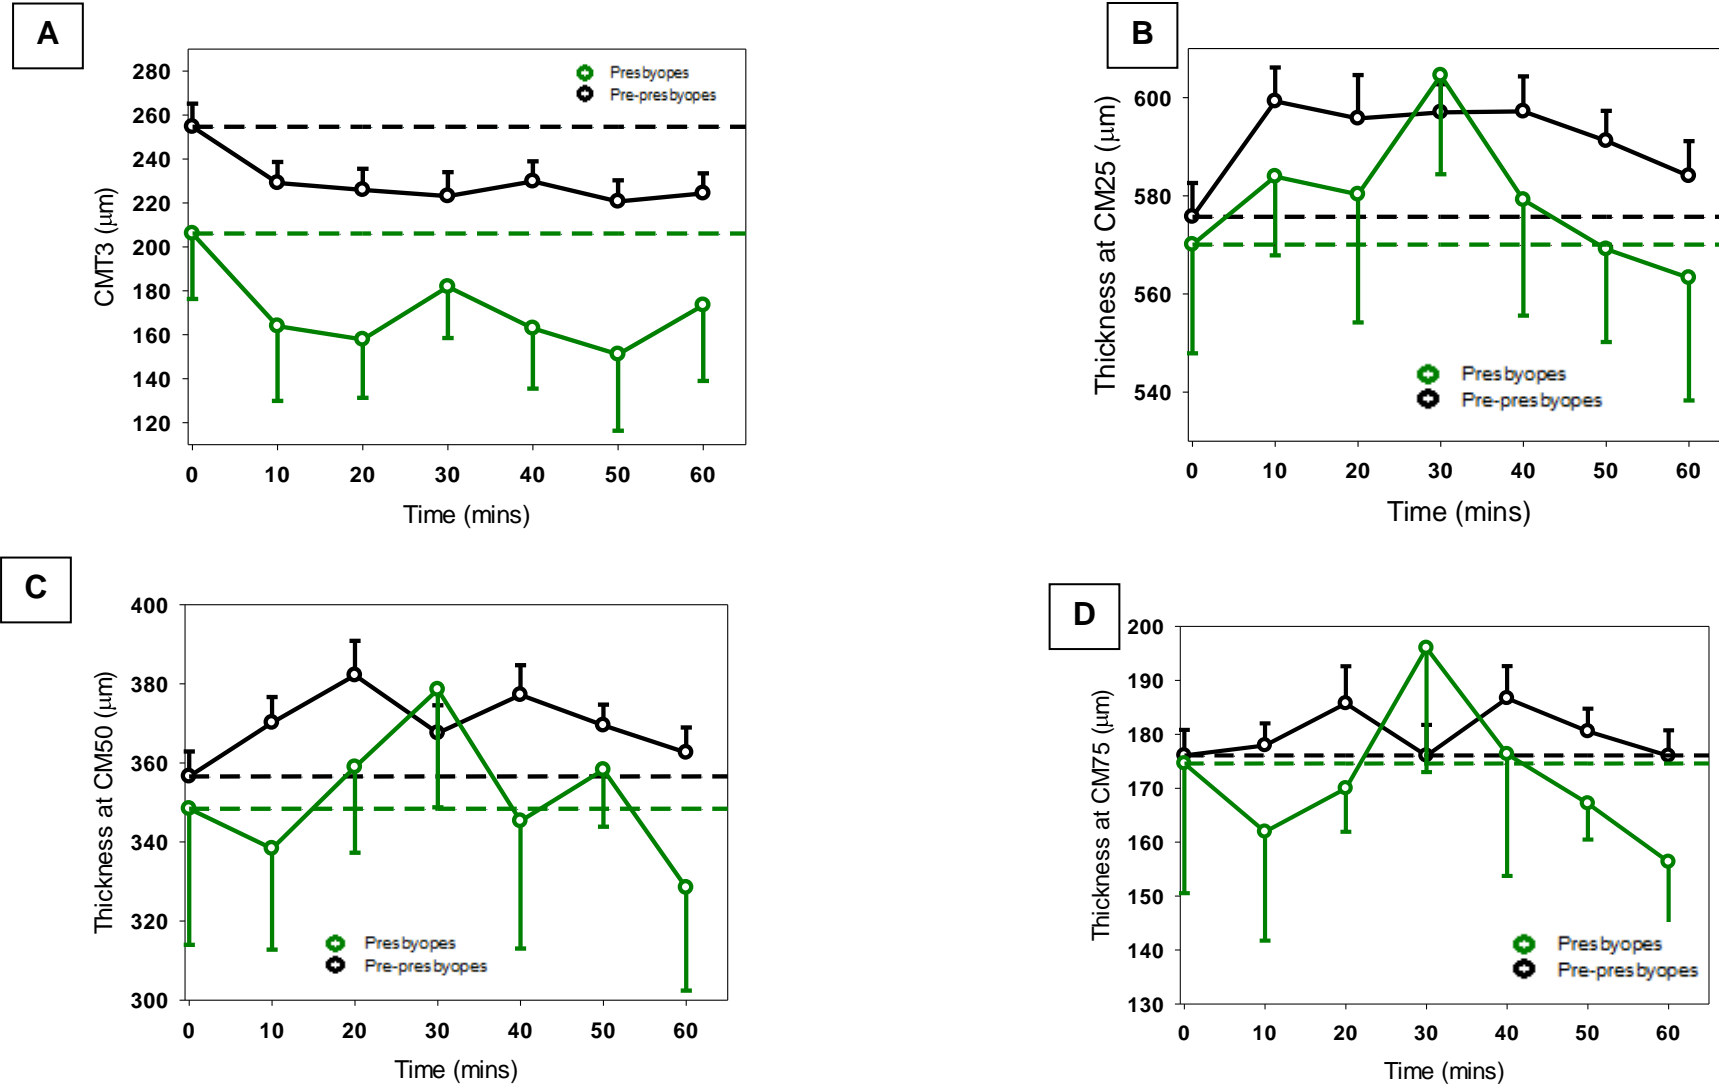 A
CMT3 (µm)
280
260
240
220
200
180
160
140
120
Presbyopes
Pre-presbyopes
0 10 20 30 40 50 60
Time (mins)
B
Thickness at CM25 (µm)
600
580
560
540
Presbyopes
Pre-presbyopes
0 10 20 30 40 50 60
Time (mins)
C
Thickness at CM50 (µm)
400
380
360
340
320
300
Presbyopes
Pre-presbyopes
0 10 20 30 40 50 60
Time (mins)
D
Thickness at CM75 (µm)
200
190
180
170
160
150
140
130
Presbyopes
Pre-presbyopes
0 10 20 30 40 50 60
Time (mins)